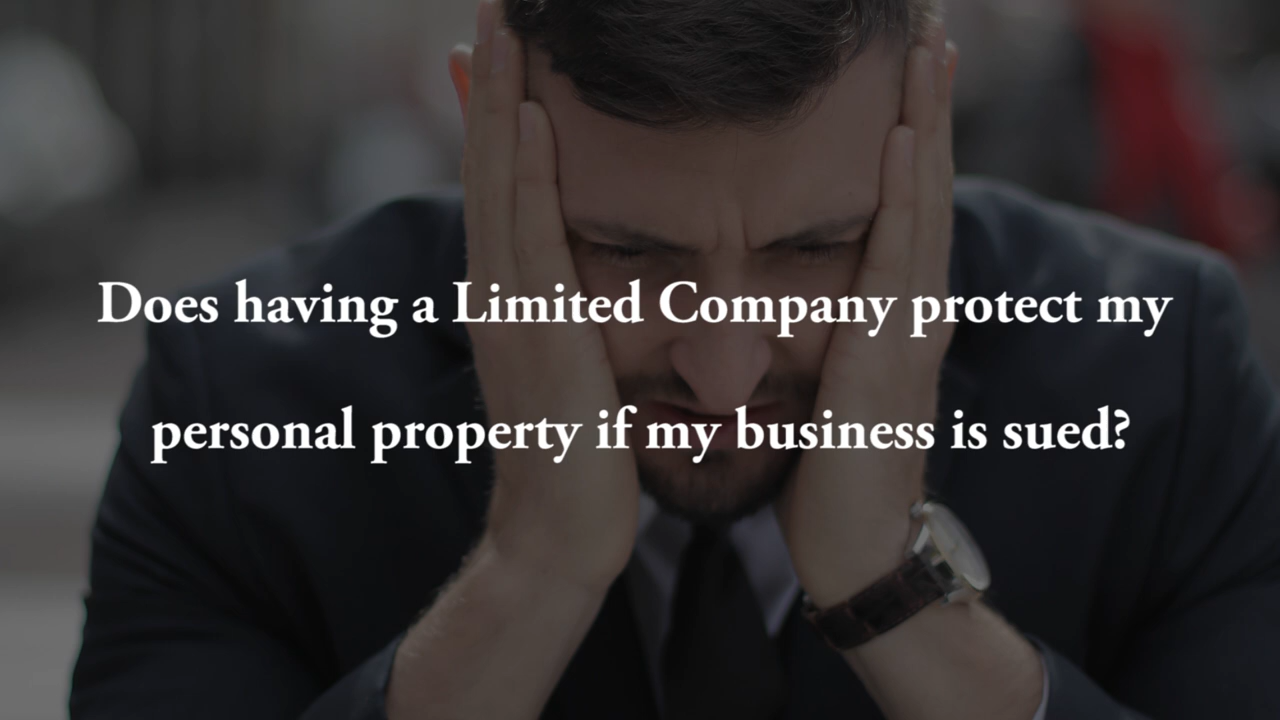 Does having a Limited Company protect my
personal property if my business is sued?